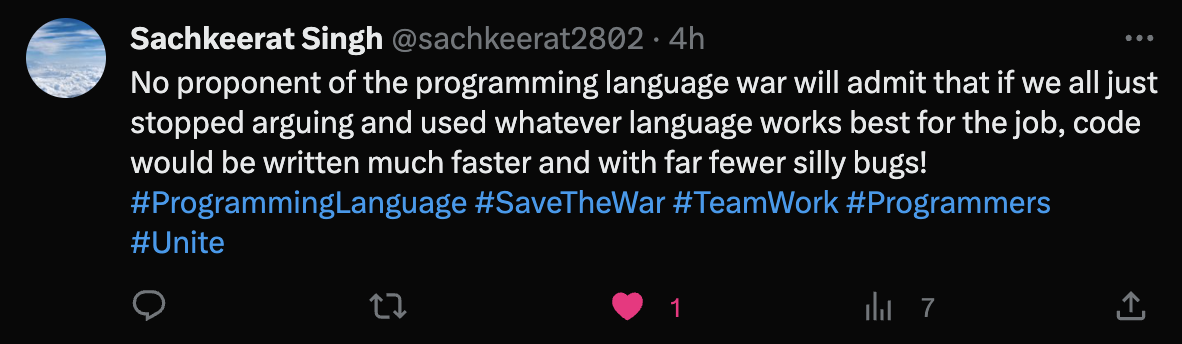 Sachkeerat Singh @sachkeerat2802 · 4h
No proponent of the programming language war will admit that if we all just
stopped arguing and used whatever language works best for the job, code
would be written much faster and with far fewer silly bugs!
#ProgrammingLanguage #SaveTheWar #TeamWork #Programmers
#Unite
1 7